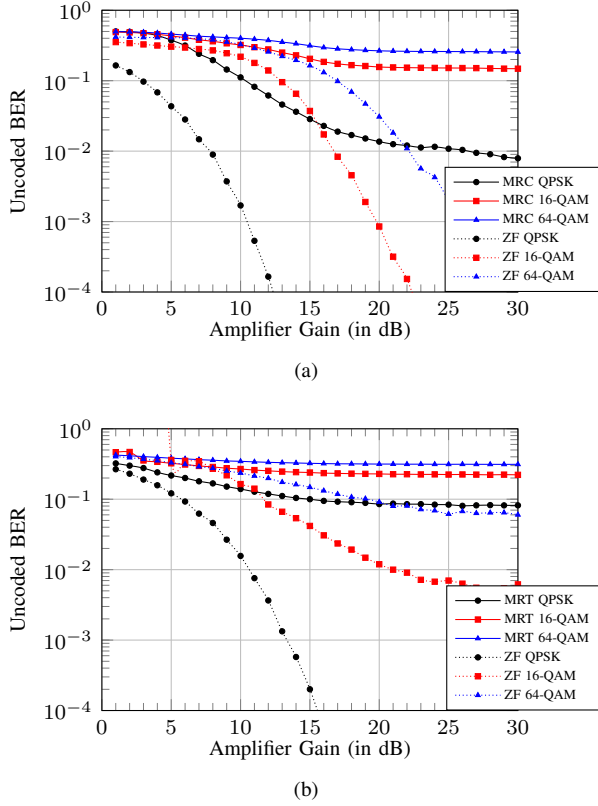 10^0
10^−1
10^−2
10^−3
10^−4
Uncoded BER
0 5 10 15 20 25 30
Amplifier Gain (in dB)
MRC QPSK
MRC 16-QAM
MRC 64-QAM
ZF QPSK
ZF 16-QAM
ZF 64-QAM
(a)
10^0
10^−1
10^−2
10^−3
10^−4
Uncoded BER
0 5 10 15 20 25 30
Amplifier Gain (in dB)
MRT QPSK
MRT 16-QAM
MRT 64-QAM
ZF QPSK
ZF 16-QAM
ZF 64-QAM
(b)